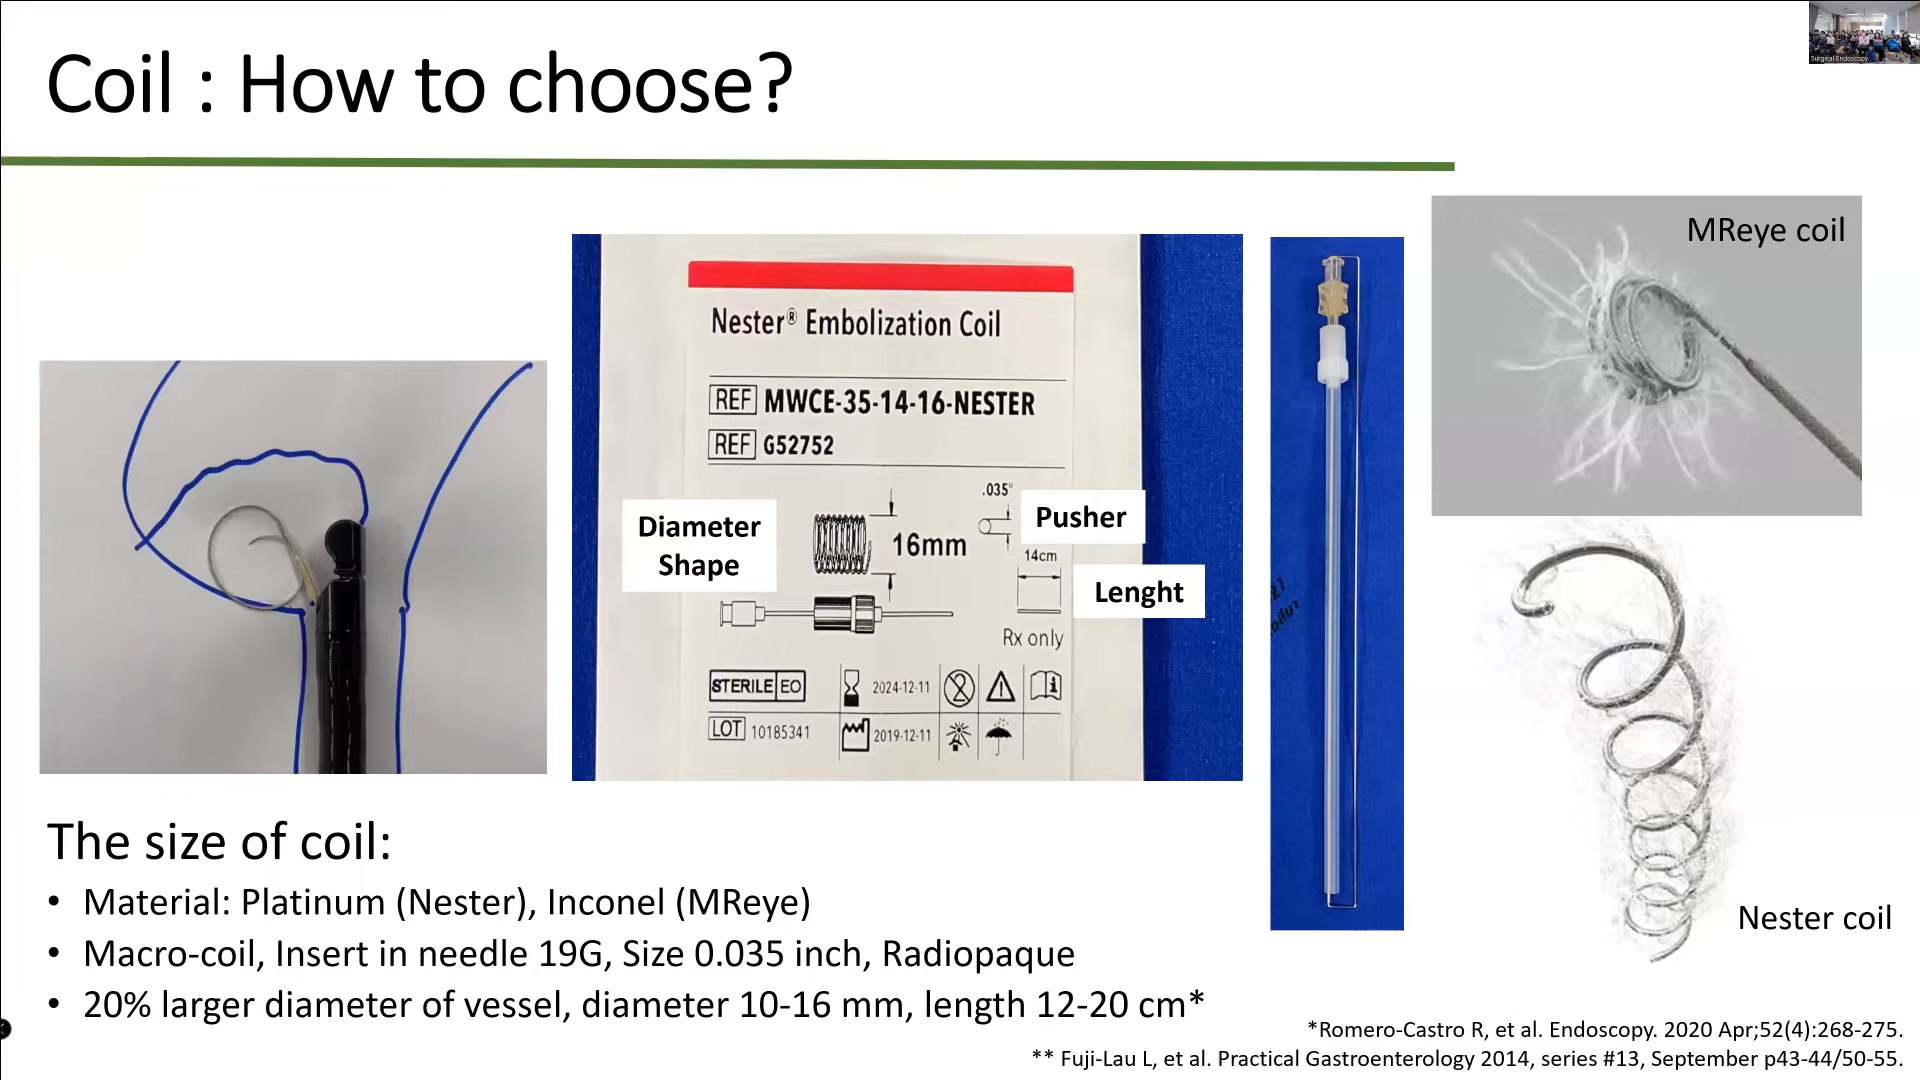 Coil : How to choose?
Surgical Endoscopy
MReye coil
Nester® Embolization Coil
REF MWCE-35-14-16-NESTER
REF G52752
.035"
Pusher
Diameter
Shape
16mm
14cm
Lenght
Rx only
STERILE EO
2024-12-11
LOT 10185341
2019-12-11
Nester coil
The size of coil:
• Material: Platinum (Nester), Inconel (MReye)
• Macro-coil, Insert in needle 19G, Size 0.035 inch, Radiopaque
• 20% larger diameter of vessel, diameter 10-16 mm, length 12-20 cm*
*Romero-Castro R, et al. Endoscopy. 2020 Apr;52(4):268-275.
** Fuji-Lau L, et al. Practical Gastroenterology 2014, series #13, September p43-44/50-55.